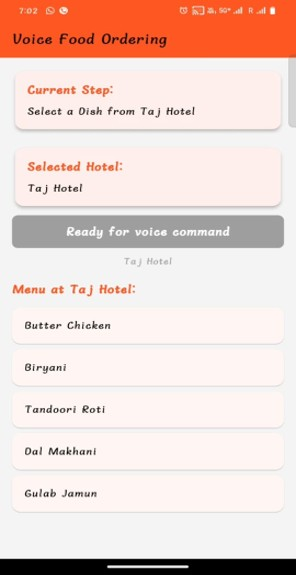 7:02
5G+
R
Voice Food Ordering
Current Step:
Select a Dish from Taj Hotel
Selected Hotel:
Taj Hotel
Ready for voice command
Taj Hotel
Menu at Taj Hotel:
Butter Chicken
Biryani
Tandoori Roti
Dal Makhani
Gulab Jamun